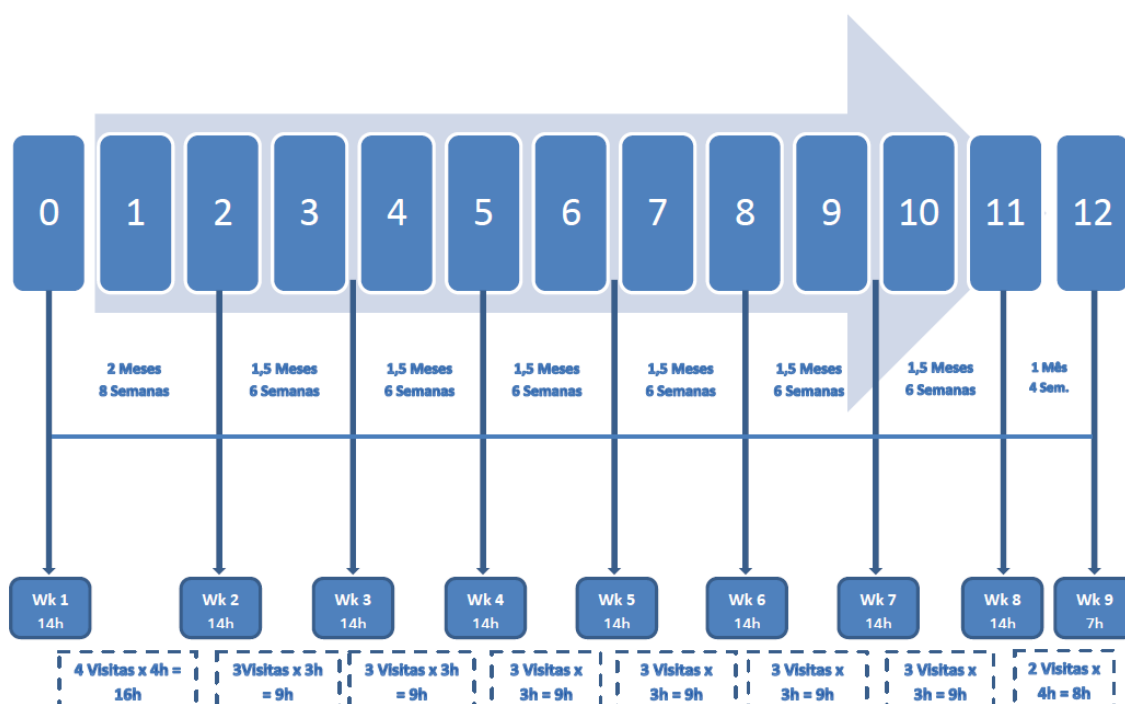 0 1 2 3 4 5 6 7 8 9 10 11 12
2 Meses
8 Semanas
1,5 Meses
6 Semanas
1,5 Meses
6 Semanas
1,5 Meses
6 Semanas
1,5 Meses
6 Semanas
1,5 Meses
6 Semanas
1,5 Meses
6 Semanas
1 Mês
4 Sem.
Wk 1
14h
Wk 2
14h
Wk 3
14h
Wk 4
14h
Wk 5
14h
Wk 6
14h
Wk 7
14h
Wk 8
14h
Wk 9
7h
4 Visitas x 4h =
16h
3Visitas x 3h
= 9h
3 Visitas x 3h
= 9h
3 Visitas x
3h = 9h
3 Visitas x
3h = 9h
3 Visitas x
3h = 9h
3 Visitas x
3h = 9h
2 Visitas x
4h = 8h